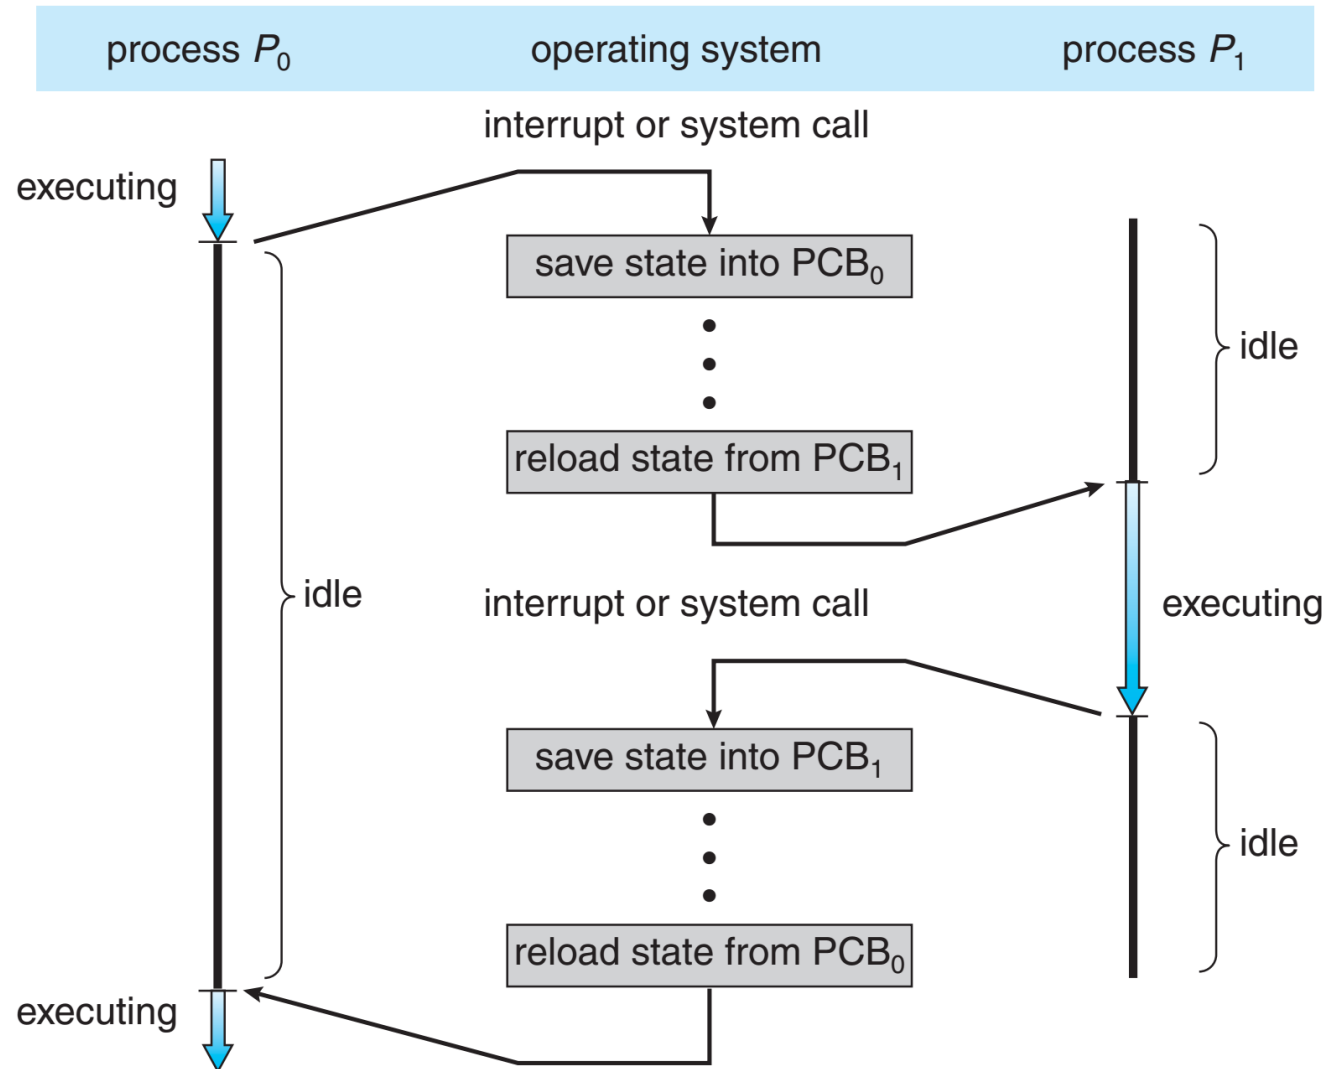 process P₀ operating system process P₁
interrupt or system call
executing
save state into PCB₀
idle
reload state from PCB₁
idle
interrupt or system call
executing
save state into PCB₁
idle
reload state from PCB₀
executing